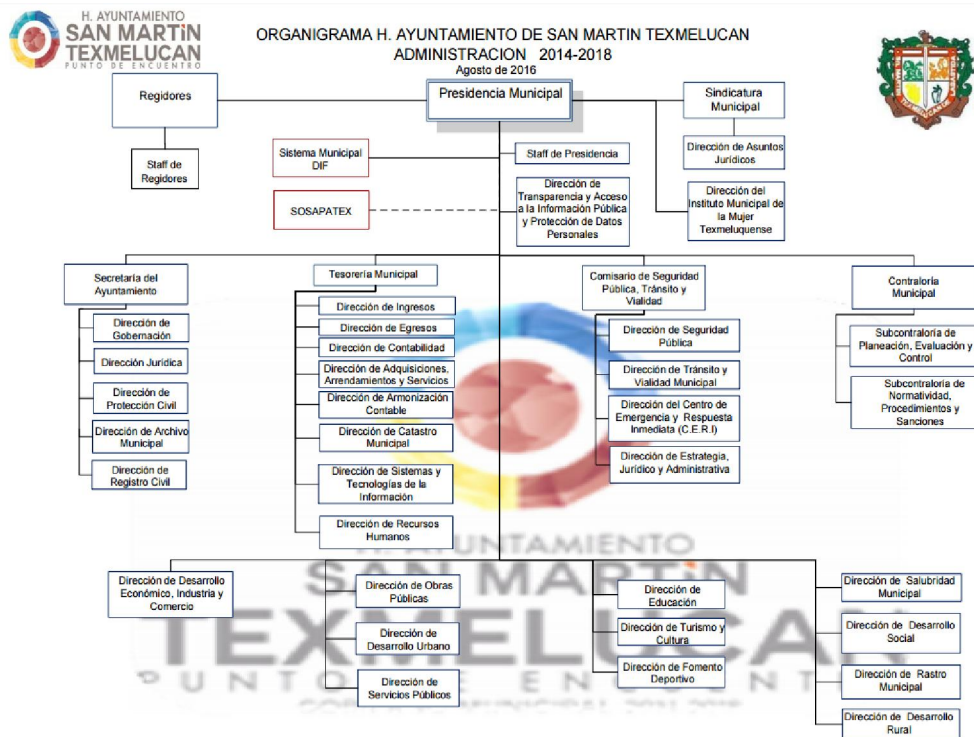 H. AYUNTAMIENTO
SAN MARTiN
TEXMELUCAN
PUNTO DE ENCUENTRO
ORGANIGRAMA H. AYUNTAMIENTO DE SAN MARTIN TEXMELUCAN
ADMINISTRACION 2014-2018
Agosto de 2016
Regidores
Presidencia Municipal
Sindicatura
Municipal
Staff de
Regidores
Sistema Municipal
DIF
Staff de Presidencia
Dirección de Asuntos
Jurídicos
SOSAPATEX
Dirección de
Transparencia y Acceso
a la Información Pública
y Protección de Datos
Personales
Dirección del
Instituto Municipal de
la Mujer
Texmeluquense
Secretaría del
Ayuntamiento
Dirección de
Gobernación
Dirección Jurídica
Dirección de
Protección Civil
Dirección de Archivo
Municipal
Dirección de
Registro Civil
Tesorería Municipal
Dirección de Ingresos
Dirección de Egresos
Dirección de Contabilidad
Dirección de Adquisiciones,
Arrendamientos y Servicios
Dirección de Armonización
Contable
Dirección de Catastro
Municipal
Dirección de Sistemas y
Tecnologías de la
Información
Dirección de Recursos
Humanos
Comisario de Seguridad
Pública, Tránsito y
Vialidad
Dirección de Seguridad
Pública
Dirección de Tránsito y
Vialidad Municipal
Dirección del Centro de
Emergencia y Respuesta
Inmediata (C.E.R.I)
Dirección de Estrategia,
Jurídico y Administrativa
Contraloría
Municipal
Subcontraloría de
Planeación, Evaluación y
Control
Subcontraloría de
Normatividad,
Procedimientos y
Sanciones
H. AYUNTAMIENTO
SAN MARTiN
TEXMELUCAN
PUNTO DE ENCUENTRO
Dirección de Desarrollo
Económico, Industria y
Comercio
Dirección de Obras
Públicas
Dirección de
Desarrollo Urbano
Dirección de
Servicios Públicos
Dirección de
Educación
Dirección de Turismo y
Cultura
Dirección de Fomento
Deportivo
Dirección de Salubridad
Municipal
Dirección de Desarrollo
Social
Dirección de Rastro
Municipal
Dirección de Desarrollo
Rural